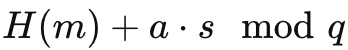 H(m) + a · s mod q